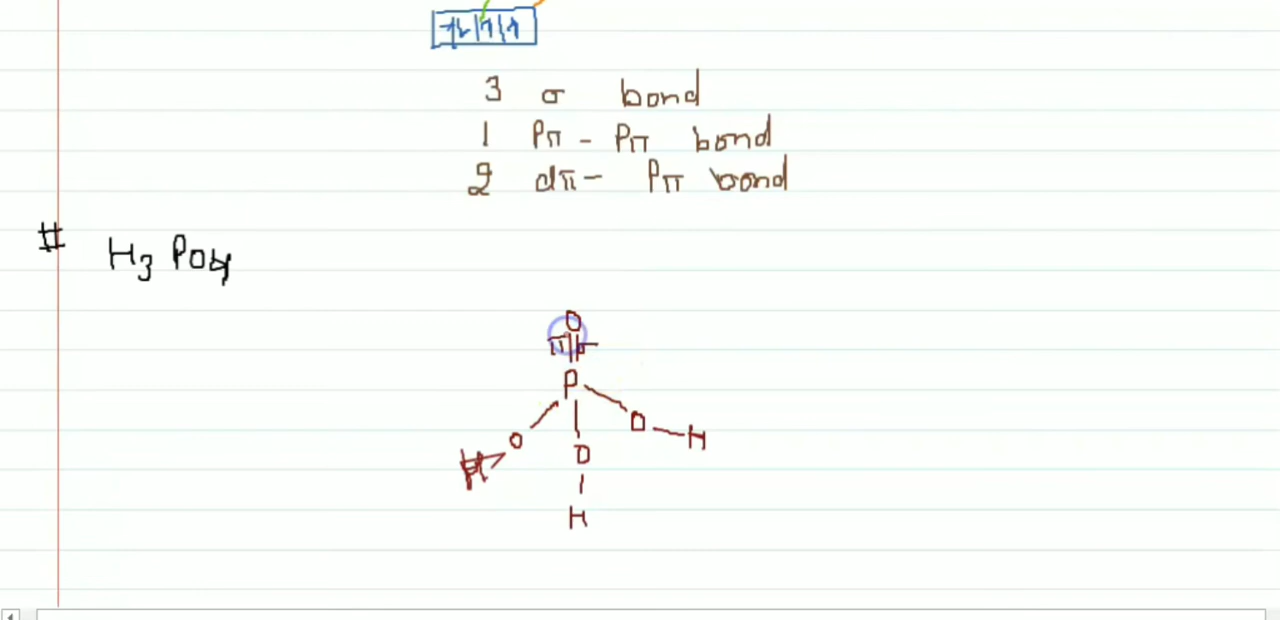 3 σ bond
1 Pπ - Pπ bond
2 dπ - Pπ bond
# H3 PO4
O
π σ
P
O O - H
H O
H